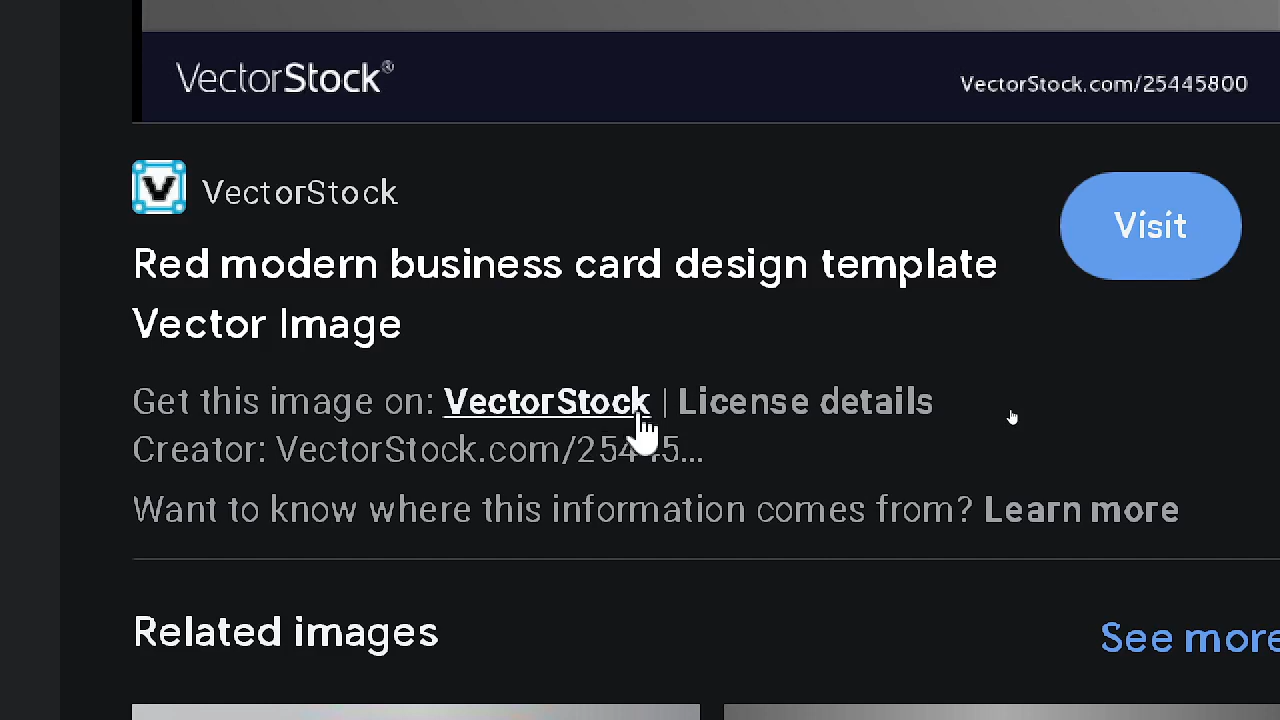 VectorStock®
VectorStock.com/25445800
VectorStock
Visit
Red modern business card design template
Vector Image
Get this image on: VectorStock | License details
Creator: VectorStock.com/25445...
Want to know where this information comes from? Learn more
Related images
See more